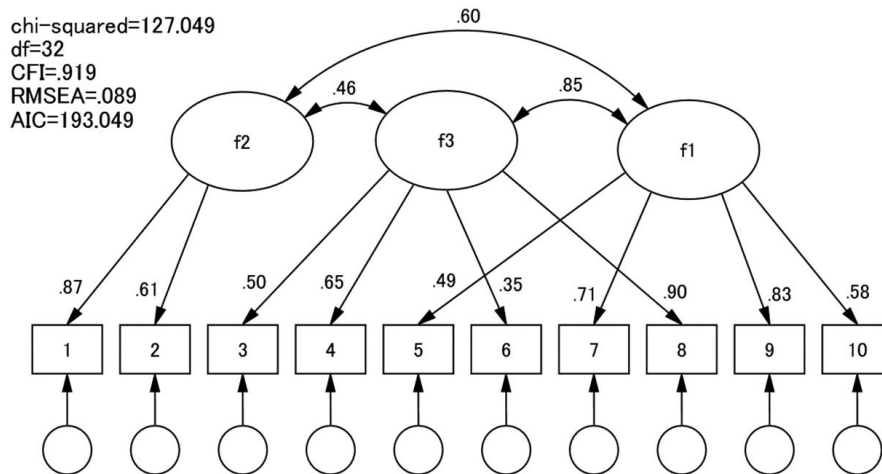 chi-squared=127.049
df=32
CFI=.919
RMSEA=.089
AIC=193.049
.60
.46
.85
f2
f3
f1
.87
.61
.50
.65
.49
.35
.71
.90
.83
.58
1
2
3
4
5
6
7
8
9
10